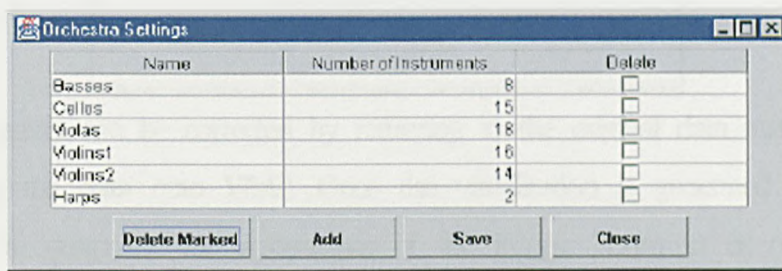 Orchestra Settings
Name Number of Instruments Delete
Basses 8
Cellos 15
Violas 18
Violins1 16
Violins2 14
Harps 2
Delete Marked Add Save Close